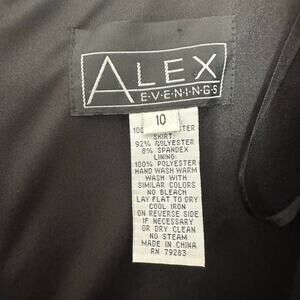 ALEX
E·V·E·N·I·N·G·S
10
SKIRT:
92% POLYESTER
8% SPANDEX
LINING:
100% POLYESTER
HAND WASH WARM
WASH WITH
SIMILAR COLORS
NO BLEACH
LAY FLAT TO DRY
COOL IRON
ON REVERSE SIDE
IF NECESSARY
OR DRY CLEAN
NO STEAM
MADE IN CHINA
RN 79283